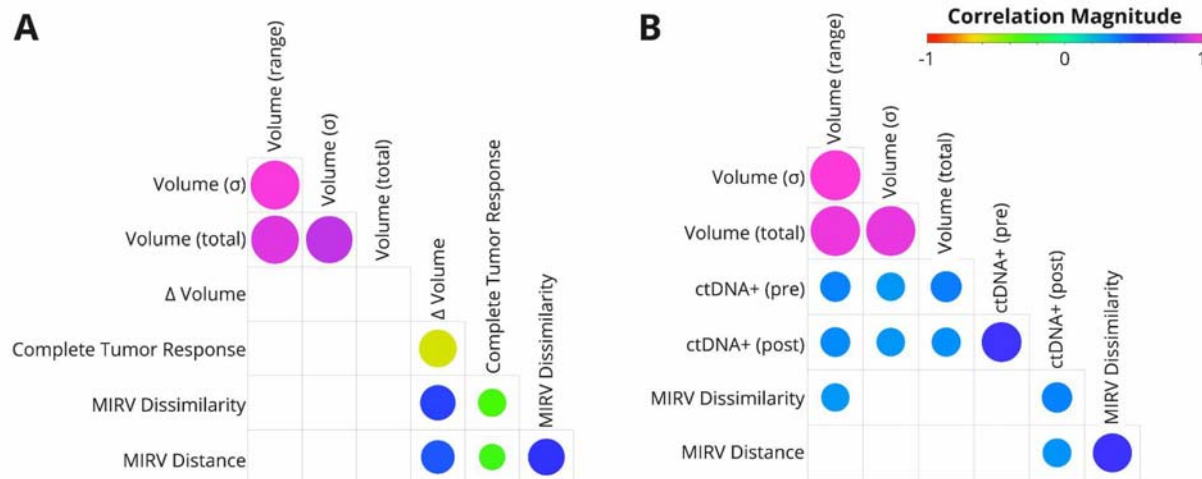 A
Volume (range)
Volume (σ)
Volume (total)
Δ Volume
Complete Tumor Response
MIRV Dissimilarity
Volume (σ)
Volume (total)
Δ Volume
Complete Tumor Response
MIRV Dissimilarity
MIRV Distance
B
Correlation Magnitude
-1
0
1
Volume (range)
Volume (σ)
Volume (total)
ctDNA+ (pre)
ctDNA+ (post)
MIRV Dissimilarity
Volume (σ)
Volume (total)
ctDNA+ (pre)
ctDNA+ (post)
MIRV Dissimilarity
MIRV Distance